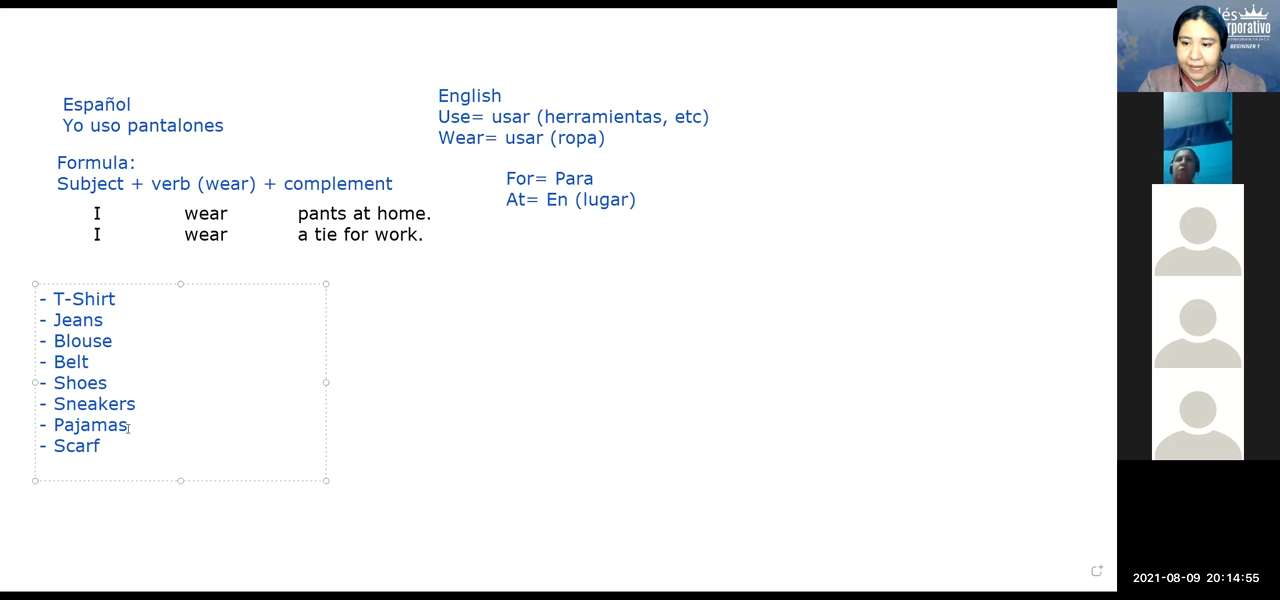 Español
Yo uso pantalones
English
Use= usar (herramientas, etc)
Wear= usar (ropa)
Formula:
Subject + verb (wear) + complement
For= Para
At= En (lugar)
I wear pants at home.
I wear a tie for work.
- T-Shirt
- Jeans
- Blouse
- Belt
- Shoes
- Sneakers
- Pajamas
- Scarf
BEGINNER 1
2021-08-09 20:14:55